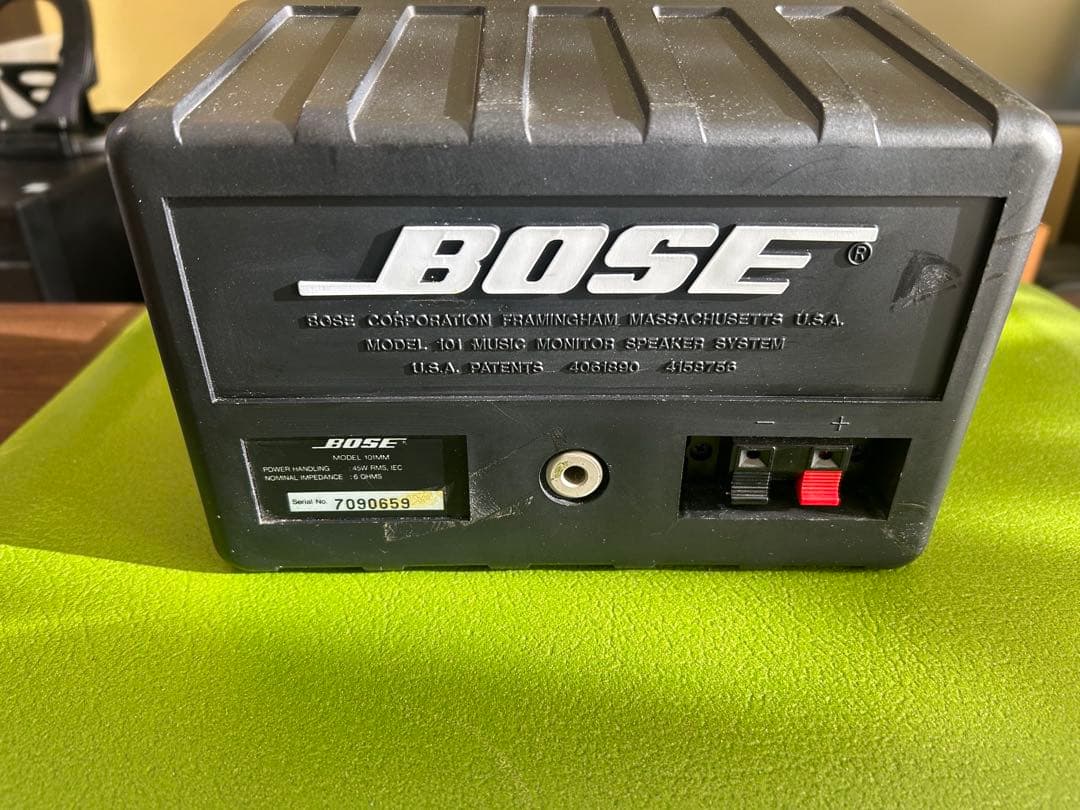 BOSE®
BOSE CORPORATION FRAMINGHAM MASSACHUSETTS U.S.A.
MODEL 101 MUSIC MONITOR SPEAKER SYSTEM
U.S.A. PATENTS 4061890 4158756
BOSE
MODEL 101MM
POWER HANDLING : 45W RMS, IEC
NOMINAL IMPEDANCE : 6 OHMS
Serial No. 7090659
- +